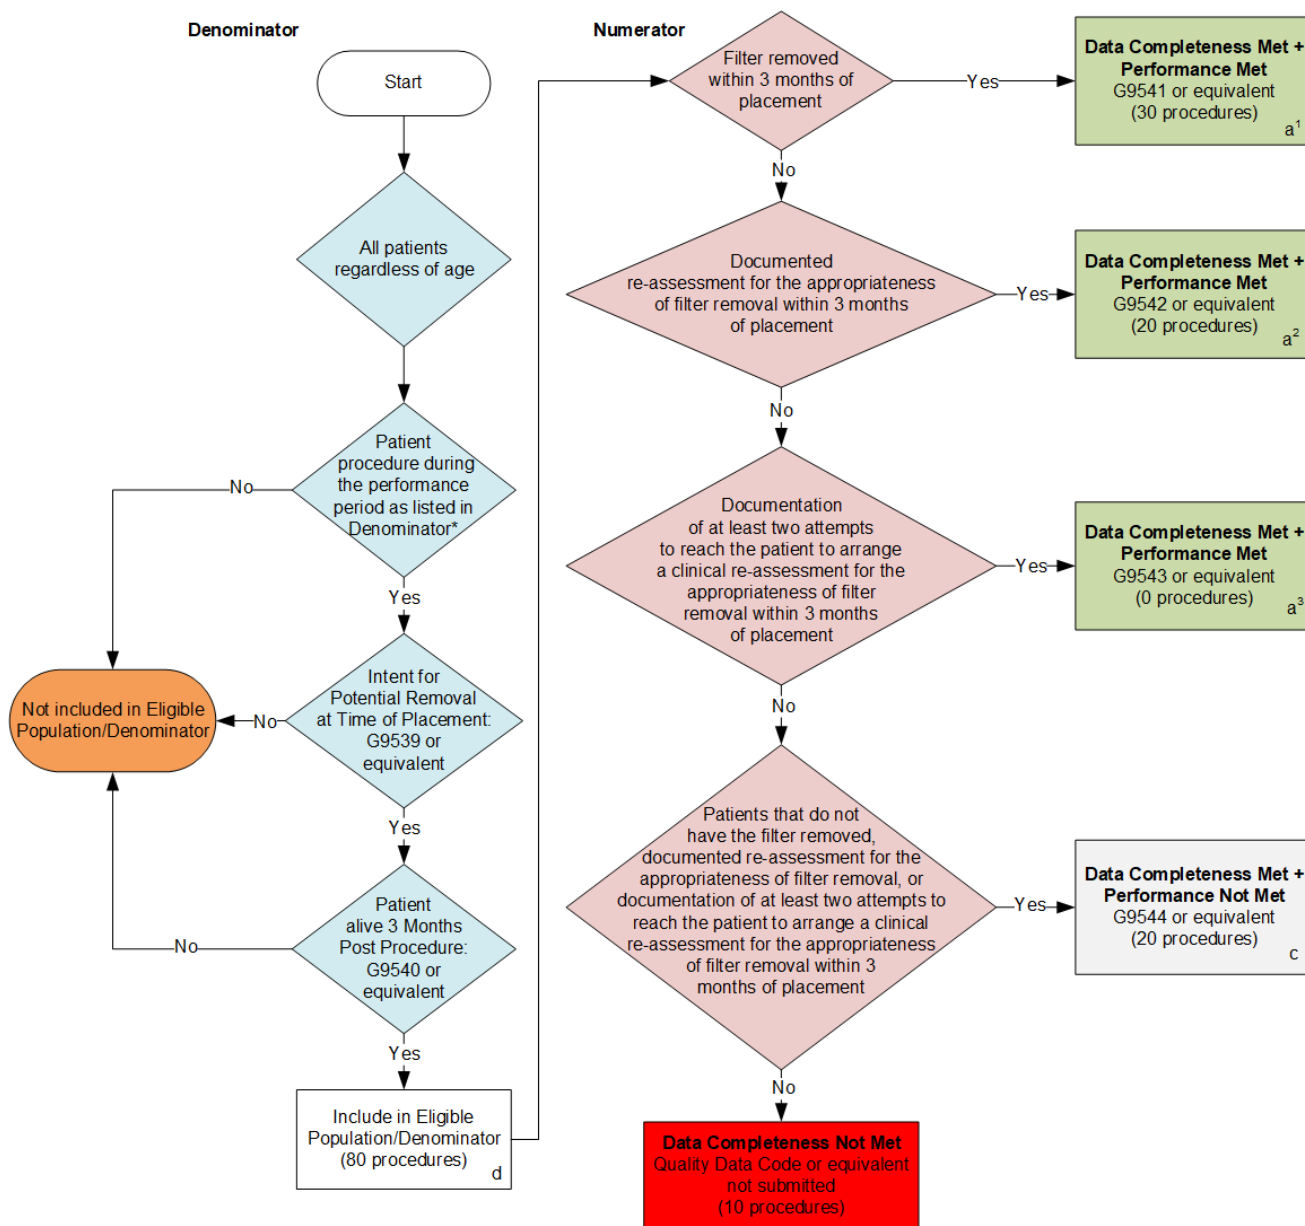 Denominator
Start
All patients
regardless of age
Patient
procedure during
the performance
period as listed in
Denominator*
No
Yes
Intent for
Potential Removal
at Time of Placement:
G9539 or
equivalent
No
Not included in Eligible
Population/Denominator
Yes
Patient
alive 3 Months
Post Procedure:
G9540 or
equivalent
No
Yes
Include in Eligible
Population/Denominator
(80 procedures)
d
Numerator
Filter removed
within 3 months of
placement
Yes
Data Completeness Met +
Performance Met
G9541 or equivalent
(30 procedures)
a¹
No
Documented
re-assessment for the appropriateness
of filter removal within 3 months
of placement
Yes
Data Completeness Met +
Performance Met
G9542 or equivalent
(20 procedures)
a²
No
Documentation
of at least two attempts
to reach the patient to arrange
a clinical re-assessment for the
appropriateness of filter
removal within 3 months
of placement
Yes
Data Completeness Met +
Performance Met
G9543 or equivalent
(0 procedures)
a³
No
Patients that do not
have the filter removed,
documented re-assessment for the
appropriateness of filter removal, or
documentation of at least two attempts to
reach the patient to arrange a clinical
re-assessment for the appropriateness
of filter removal within 3
months of placement
Yes
Data Completeness Met +
Performance Not Met
G9544 or equivalent
(20 procedures)
c
No
Data Completeness Not Met
Quality Data Code or equivalent
not submitted
(10 procedures)